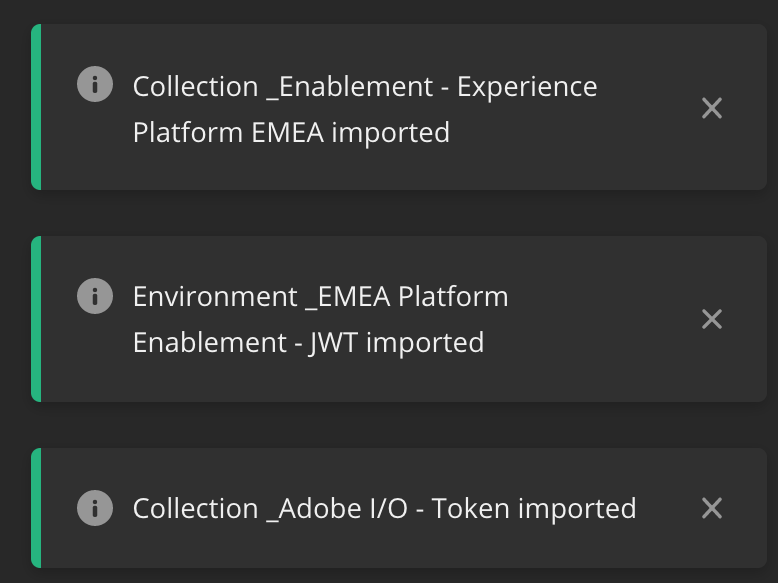 Collection _Enablement - Experience
Platform EMEA imported
Environment _EMEA Platform
Enablement - JWT imported
Collection _Adobe I/O - Token imported